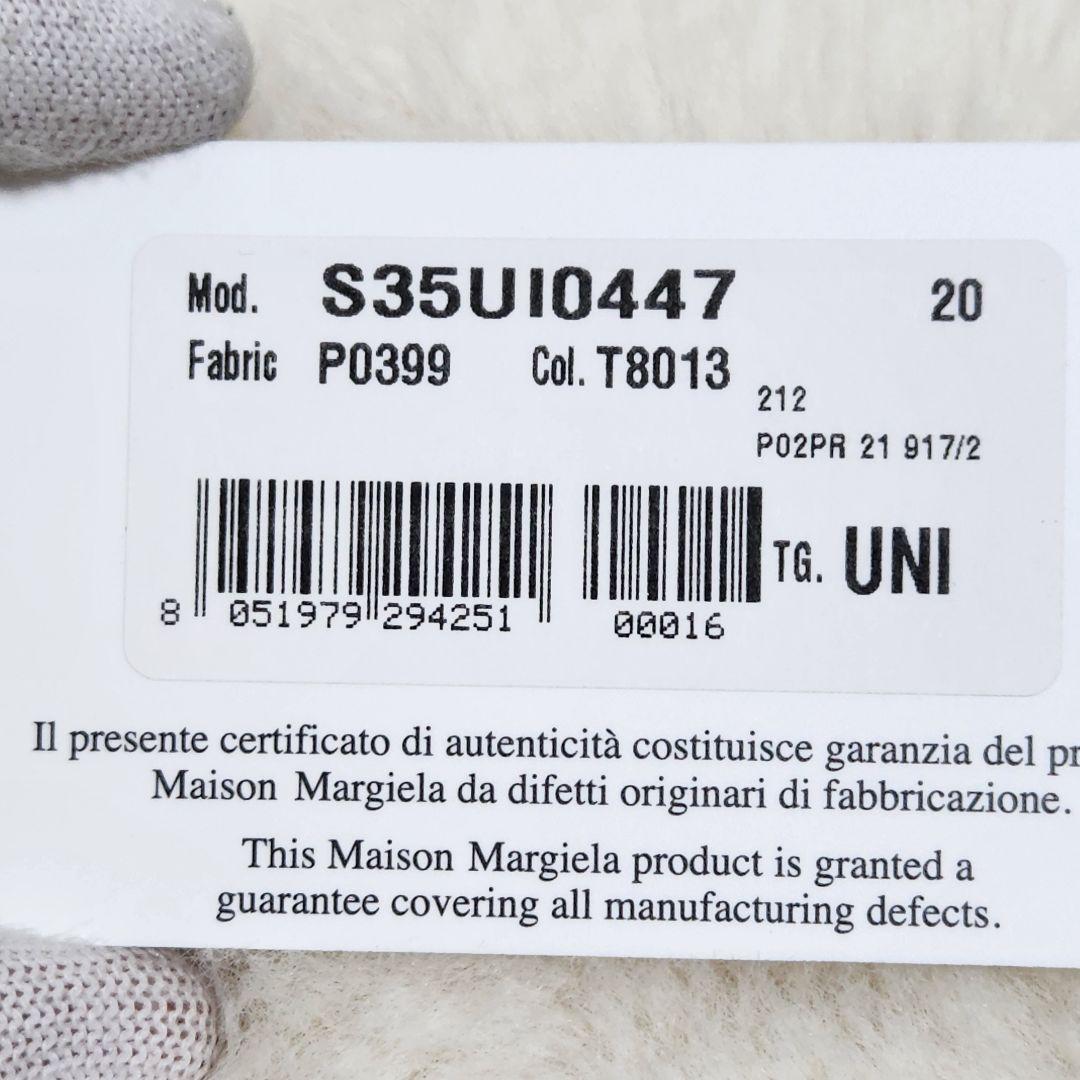 Mod. S35UI0447 20
Fabric P0399 Col. T8013
212
P02PR 21 917/2
TG. UNI
8 051979 294251 00016
Il presente certificato di autenticità costituisce garanzia del pr
Maison Margiela da difetti originari di fabbricazione.
This Maison Margiela product is granted a
guarantee covering all manufacturing defects.